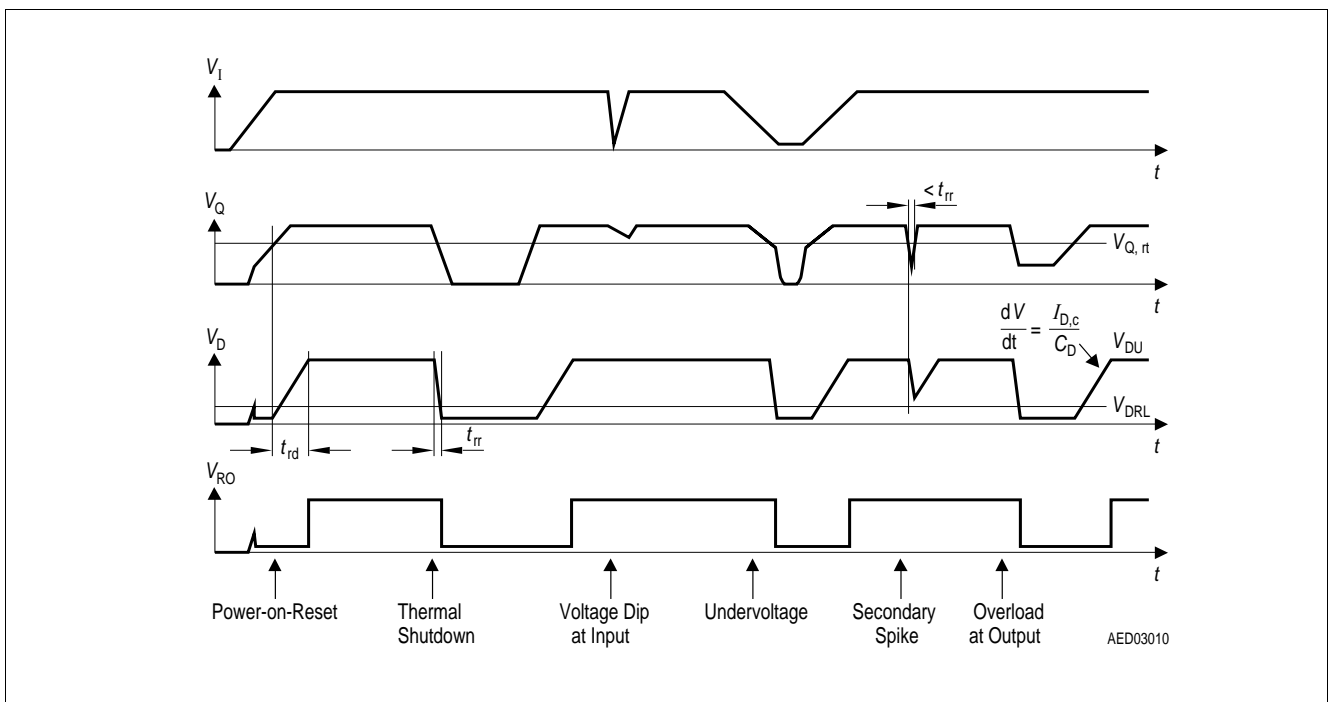 V_I
t
< t_rr
V_Q
V_Q, rt
t
dV/dt = I_D,c/C_D
V_D
V_DU
V_DRL
t_rd
t_rr
t
V_RO
t
Power-on-Reset
Thermal
Shutdown
Voltage Dip
at Input
Undervoltage
Secondary
Spike
Overload
at Output
AED03010